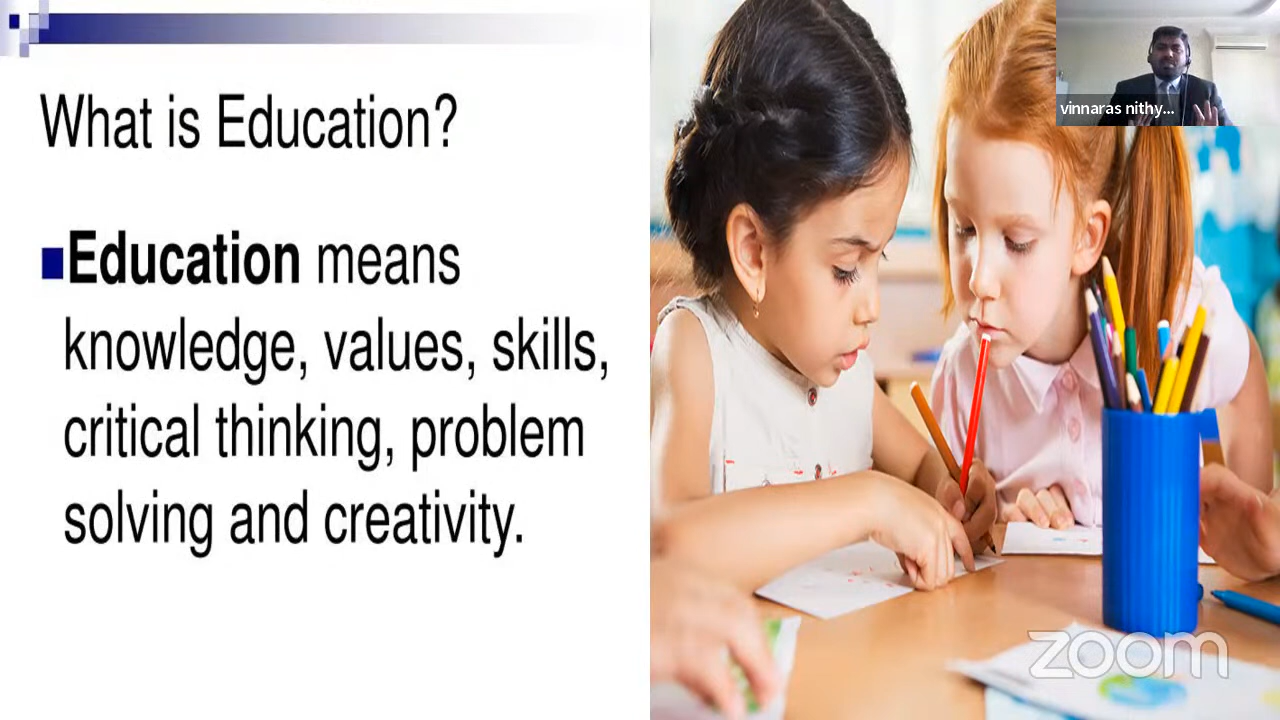 What is Education?
Education means
knowledge, values, skills,
critical thinking, problem
solving and creativity.
vinnaras nithy...
zoom